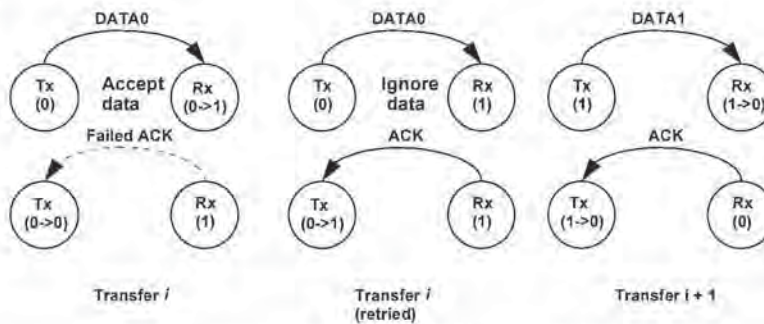 DATA0
Tx
(0)
Accept
data
Rx
(0->1)
Failed ACK
Tx
(0->0)
Rx
(1)
Transfer i
DATA0
Tx
(0)
Ignore
data
Rx
(1)
ACK
Tx
(0->1)
Rx
(1)
Transfer i
(retried)
DATA1
Tx
(1)
Rx
(1->0)
ACK
Tx
(1->0)
Rx
(0)
Transfer i + 1